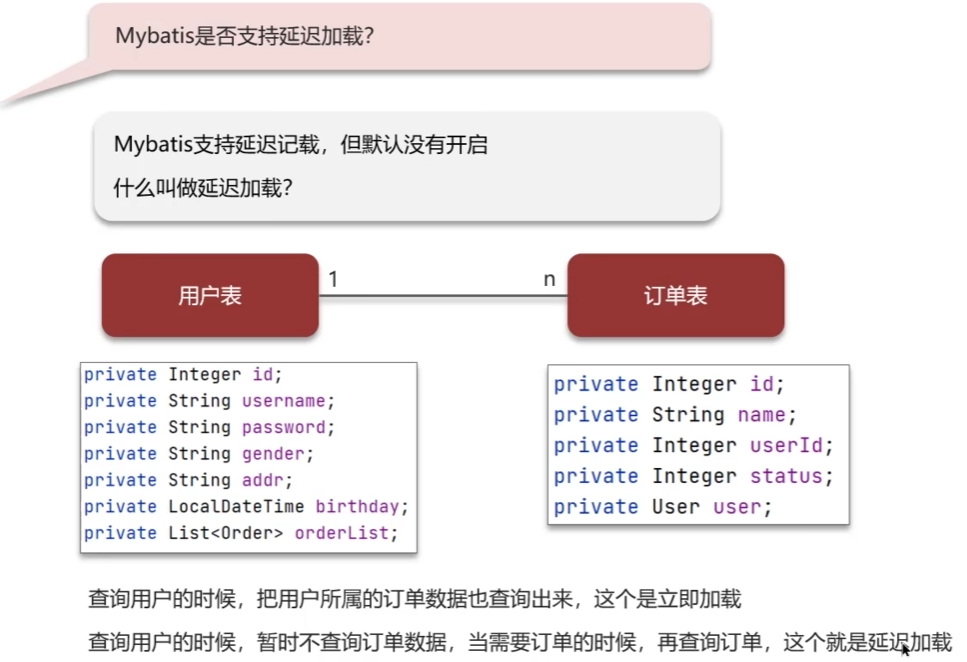 Mybatis是否支持延迟加载?
Mybatis支持延迟记载，但默认没有开启
什么叫做延迟加载?
用户表
1
n
订单表
private Integer id;
private String username;
private String password;
private String gender;
private String addr;
private LocalDateTime birthday;
private List<Order> orderList;
private Integer id;
private String name;
private Integer userId;
private Integer status;
private User user;
查询用户的时候，把用户所属的订单数据也查询出来，这个是立即加载
查询用户的时候，暂时不查询订单数据，当需要订单的时候，再查询订单，这个就是延迟加载